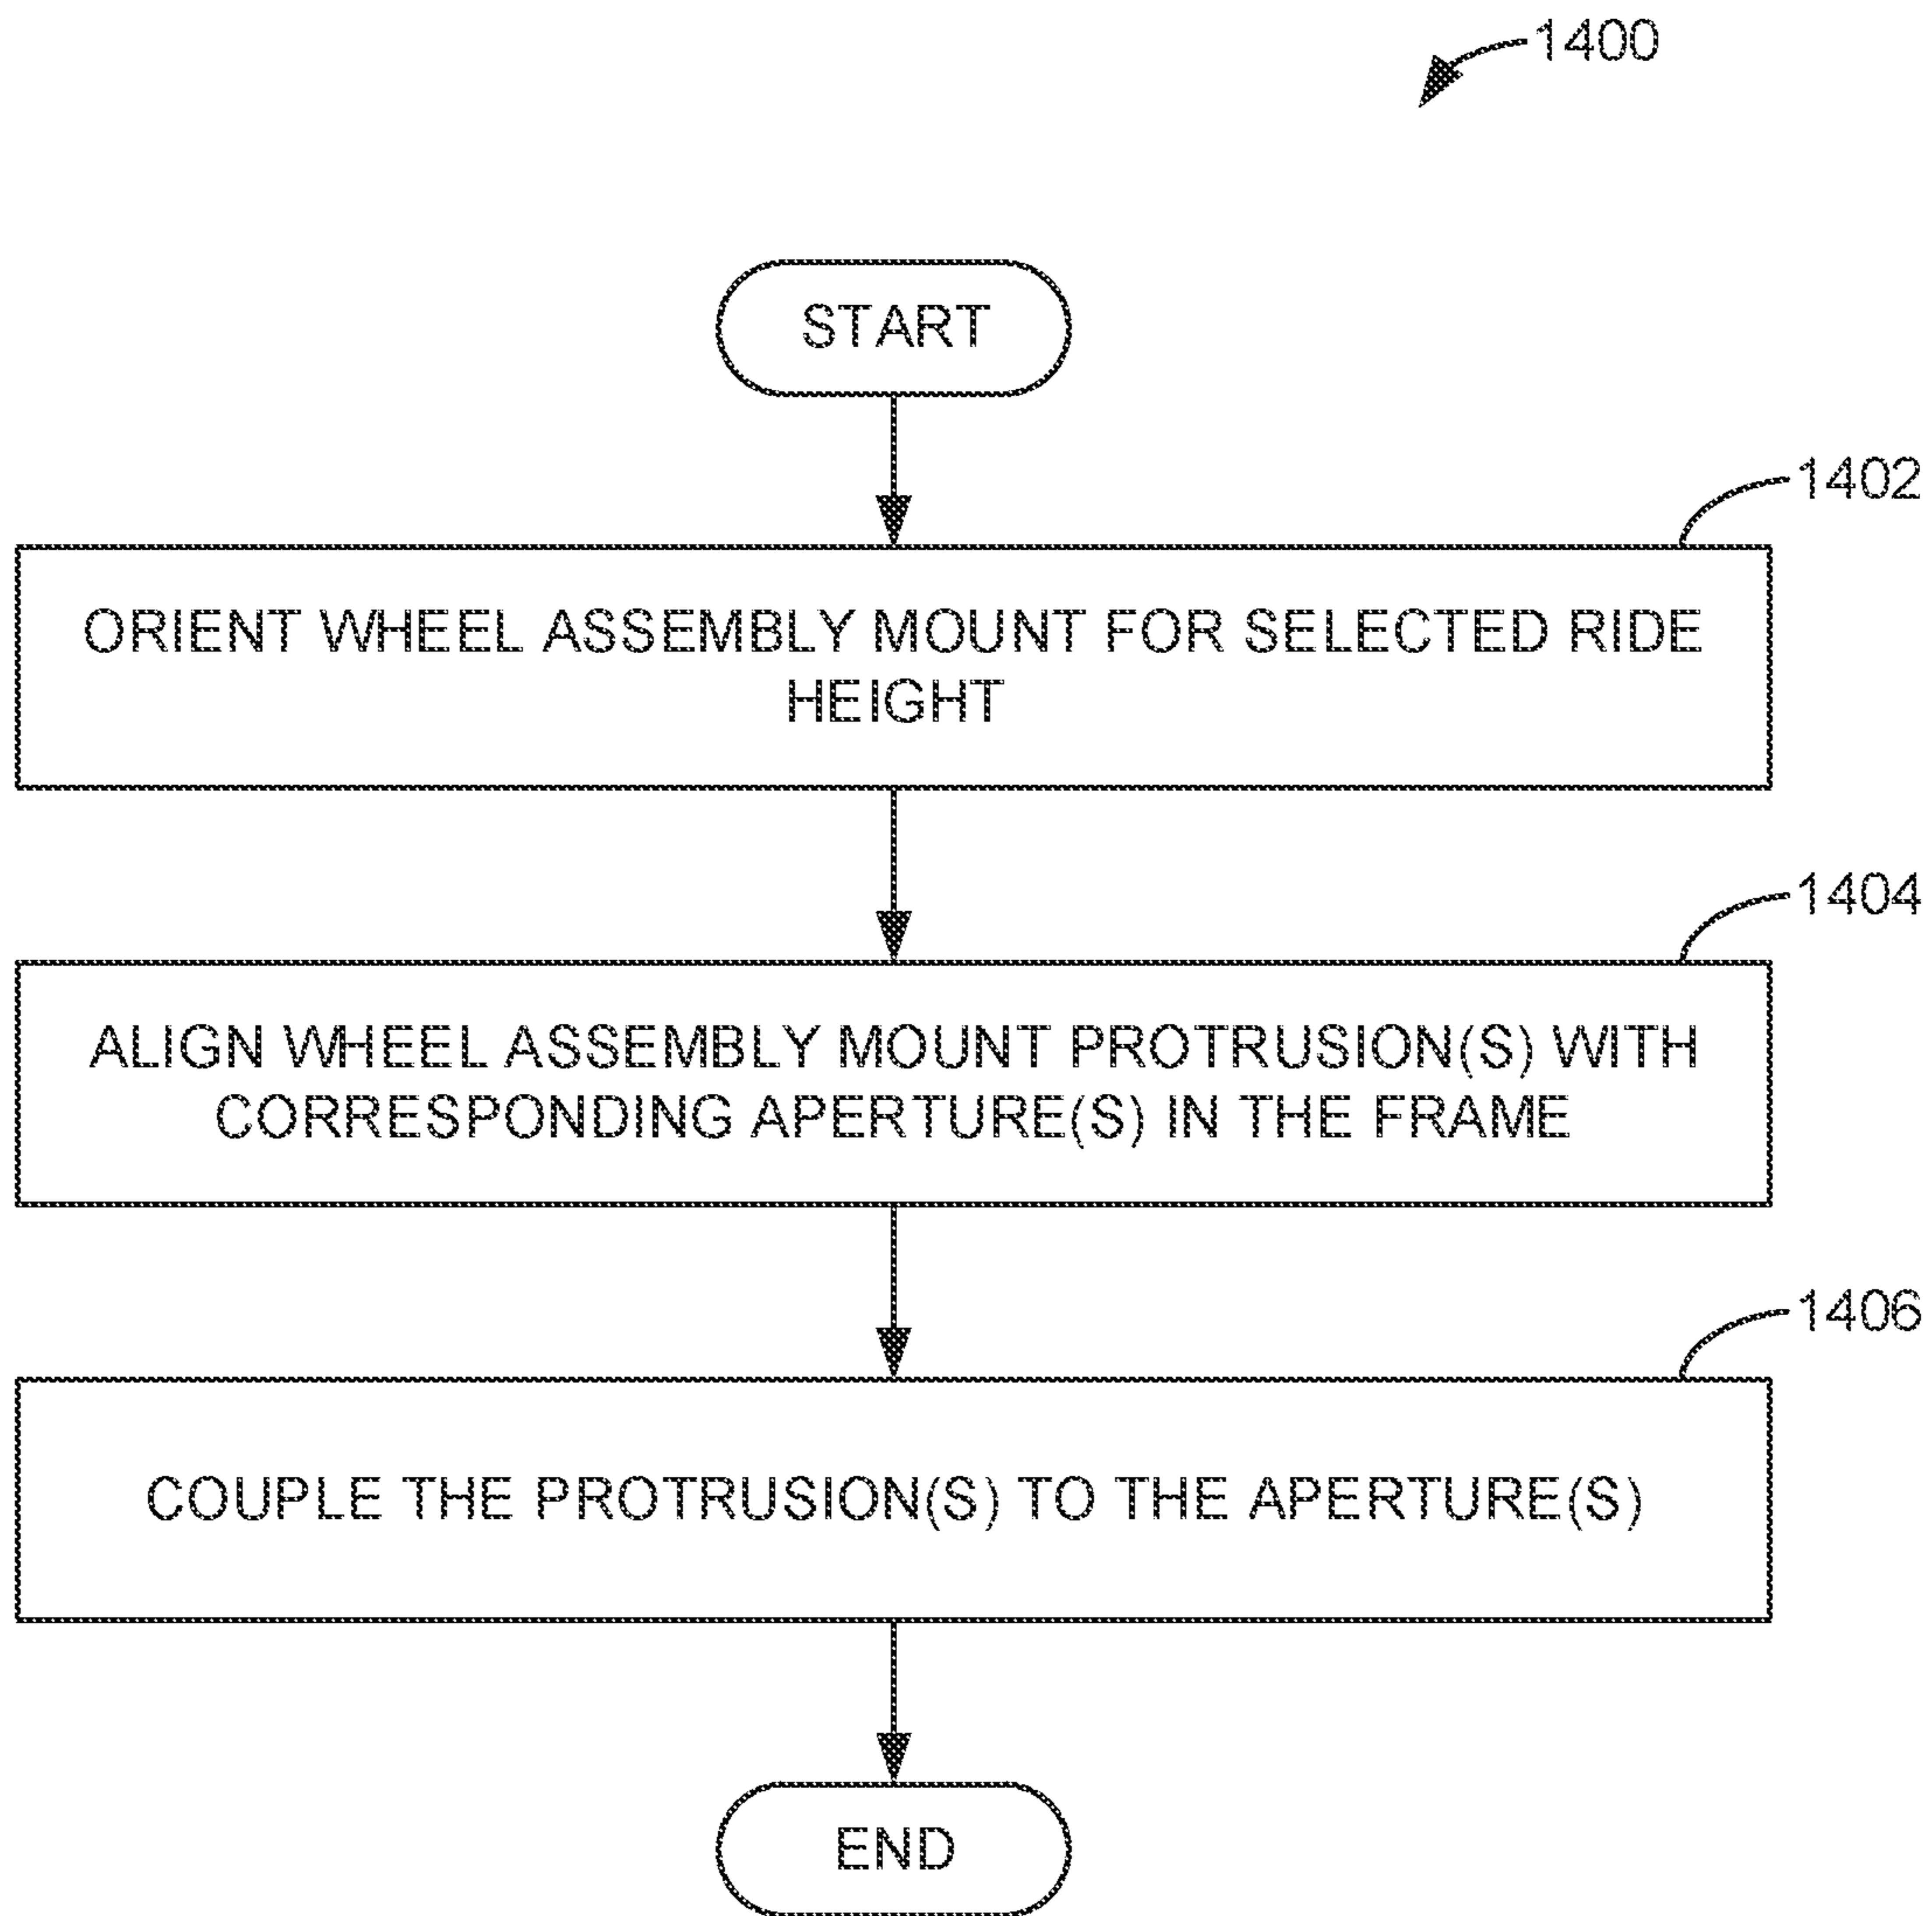 1400
START
1402
ORIENT WHEEL ASSEMBLY MOUNT FOR SELECTED RIDE
HEIGHT
1404
ALIGN WHEEL ASSEMBLY MOUNT PROTRUSION(S) WITH
CORRESPONDING APERTURE(S) IN THE FRAME
1406
COUPLE THE PROTRUSION(S) TO THE APERTURE(S)
END